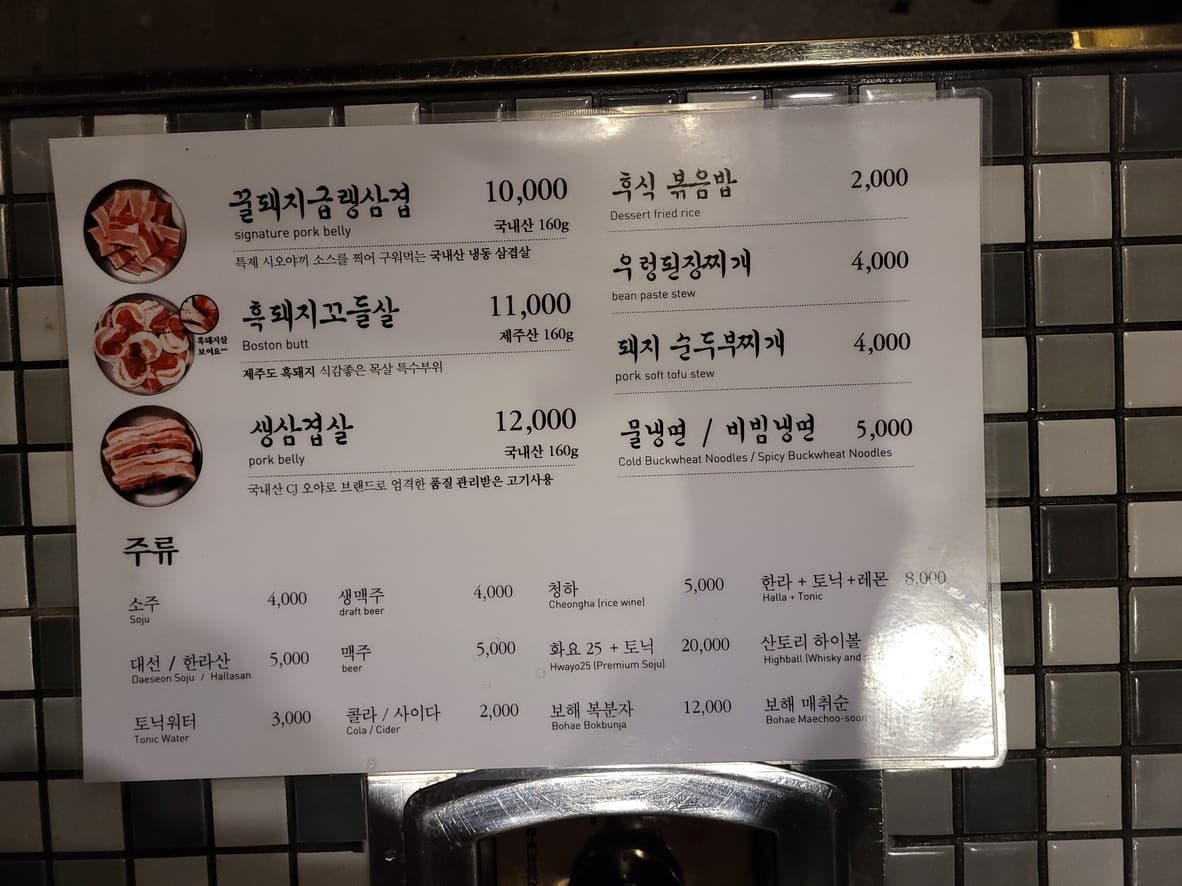 꿀돼지급랭삼겹 10,000
signature pork belly 국내산 160g
특제 시오야끼 소스를 찍어 구워먹는 국내산 냉동 삼겹살
흑돼지꼬들살 11,000
Boston butt 제주산 160g
흑돼지살
보여요~
제주도 흑돼지 식감좋은 목살 특수부위
생삼겹살 12,000
pork belly 국내산 160g
국내산 CJ 오야로 브랜드로 엄격한 품질 관리받은 고기사용
후식 볶음밥 2,000
Dessert fried rice
우렁된장찌개 4,000
bean paste stew
돼지 순두부찌개 4,000
pork soft tofu stew
물냉면 / 비빔냉면 5,000
Cold Buckwheat Noodles / Spicy Buckwheat Noodles
주류
소주 4,000
Soju
대선 / 한라산 5,000
Daeseon Soju / Hallasan
토닉워터 3,000
Tonic Water
생맥주 4,000
draft beer
맥주 5,000
beer
콜라 / 사이다 2,000
Cola / Cider
청하 5,000
Cheongha (rice wine)
화요 25 + 토닉 20,000
Hwayo25 (Premium Soju)
보해 복분자 12,000
Bohae Bokbunja
한라 + 토닉+레몬 8,000
Halla + Tonic
산토리 하이볼
Highball (Whisky and
보해 매취순
Bohae Maechoo-soon